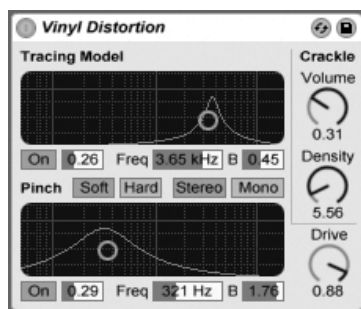 Vinyl Distortion
Tracing Model
Crackle
Volume
0.31
On 0.26 Freq 3.65 kHz B 0.45
Density
5.56
Pinch Soft Hard Stereo Mono
Drive
0.88
On 0.29 Freq 321 Hz B 1.76